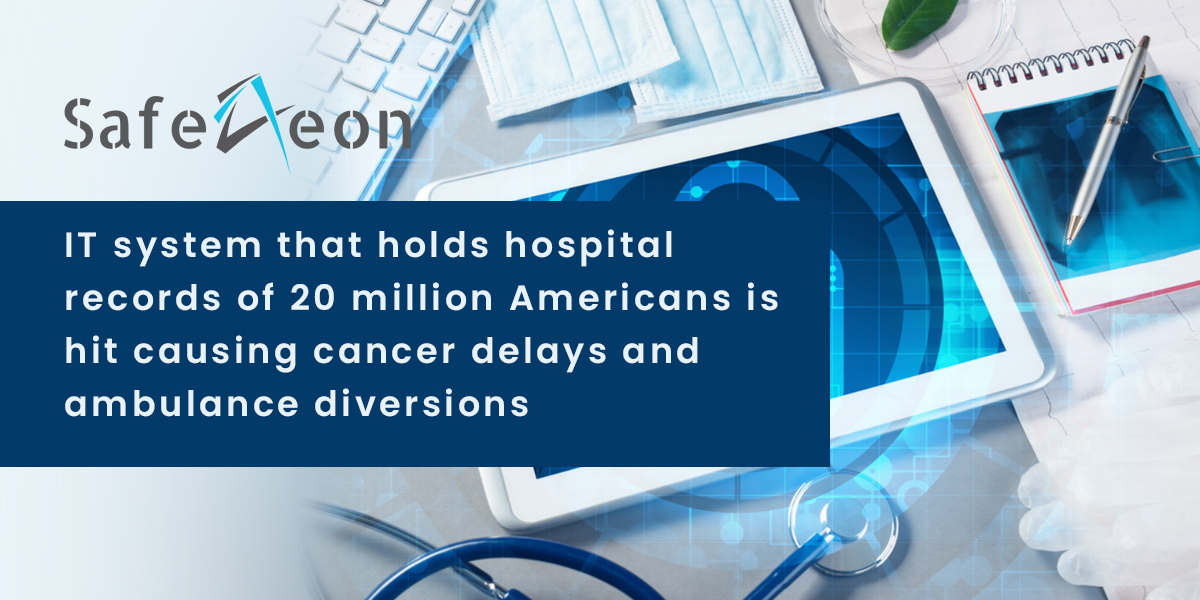 SafeAeon
IT system that holds hospital
records of 20 million Americans is
hit causing cancer delays and
ambulance diversions